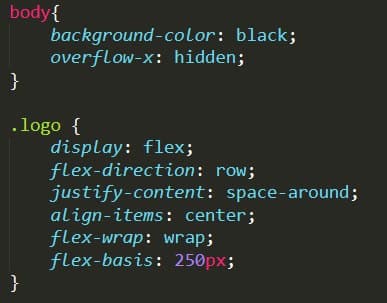 body{
    background-color: black;
    overflow-x: hidden;
}

.logo {
    display: flex;
    flex-direction: row;
    justify-content: space-around;
    align-items: center;
    flex-wrap: wrap;
    flex-basis: 250px;
}